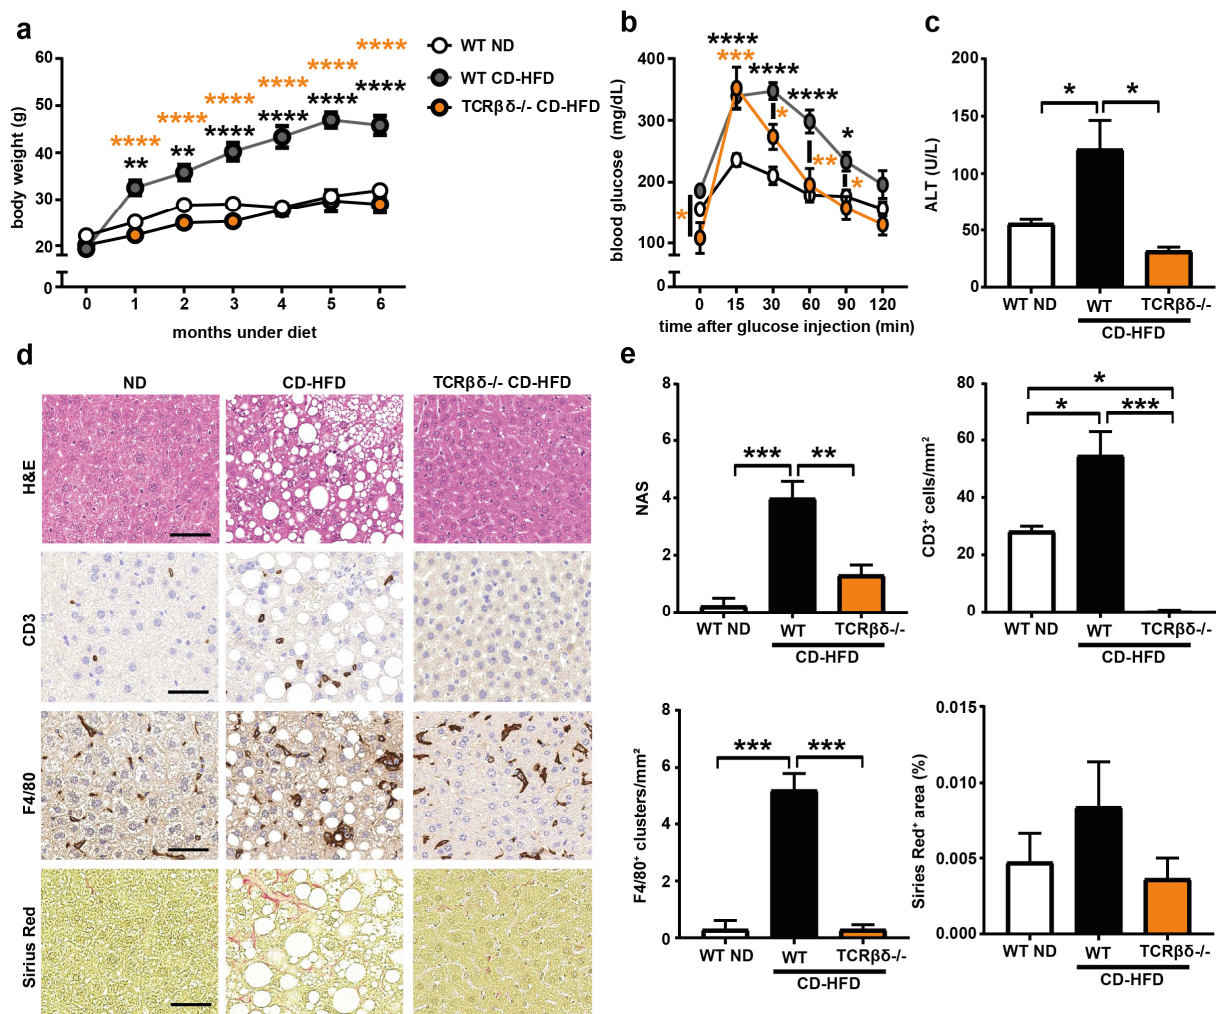 a
body weight (g)
60
50
40
30
20
0
0 1 2 3 4 5 6
months under diet
**** **** **** **** **** ****
** ** **** **** **** ****
WT ND
WT CD-HFD
TCRβδ-/- CD-HFD
b
blood glucose (mg/dL)
400
300
200
100
0
0 15 30 60 90 120
time after glucose injection (min)
**** **** **** *
***
* * ** *
c
ALT (U/L)
200
150
100
50
0
* *
WT ND WT TCRβδ-/-
CD-HFD
d
ND CD-HFD TCRβδ-/- CD-HFD
H&E
CD3
F4/80
Sirius Red
e
NAS
8
6
4
2
0
*** **
WT ND WT TCRβδ-/-
CD-HFD
CD3⁺ cells/mm²
80
60
40
20
0
*
* ***
WT ND WT TCRβδ-/-
CD-HFD
F4/80⁺ clusters/mm²
8
6
4
2
0
*** ***
WT ND WT TCRβδ-/-
CD-HFD
Siries Red⁺ area (%)
0.015
0.010
0.005
0.000
WT ND WT TCRβδ-/-
CD-HFD